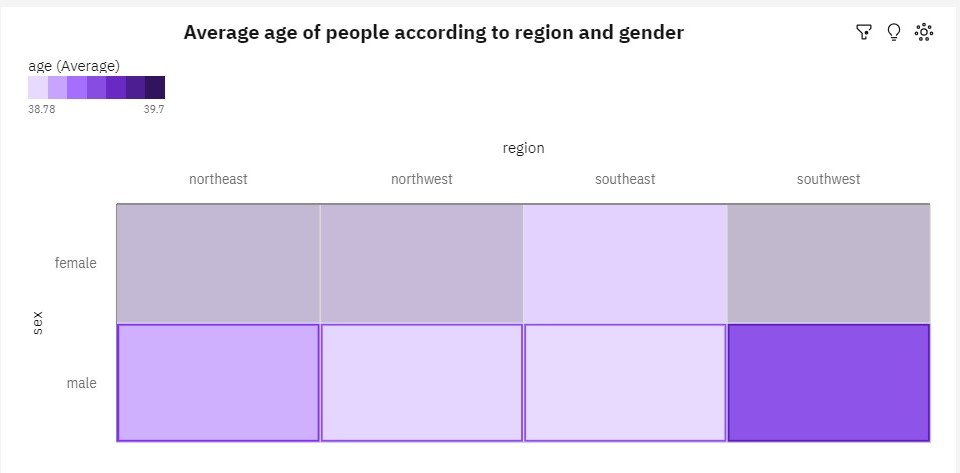 Average age of people according to region and gender
age (Average)
38.78 39.7
region
northeast northwest southeast southwest
female
sex
male